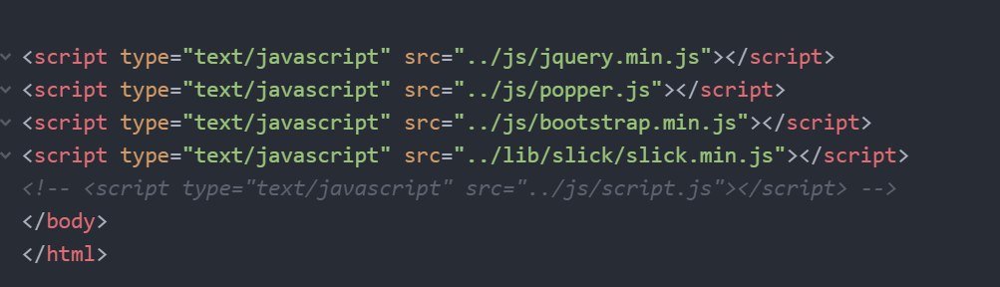 <script type="text/javascript" src="../js/jquery.min.js"></script>
<script type="text/javascript" src="../js/popper.js"></script>
<script type="text/javascript" src="../js/bootstrap.min.js"></script>
<script type="text/javascript" src="../lib/slick/slick.min.js"></script>
<!-- <script type="text/javascript" src="../js/script.js"></script> -->
</body>
</html>